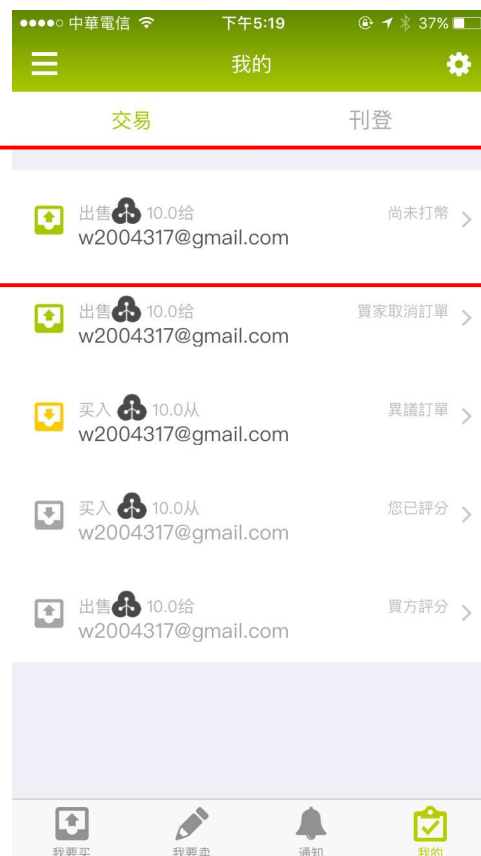 中華電信 下午5:19 37%
我的
交易 刊登
出售 10.0给 尚未打幣
w2004317@gmail.com
出售 10.0给 買家取消訂單
w2004317@gmail.com
买入 10.0从 異議訂單
w2004317@gmail.com
买入 10.0从 您已評分
w2004317@gmail.com
出售 10.0给 買方評分
w2004317@gmail.com
我要买 我要卖 通知 我的